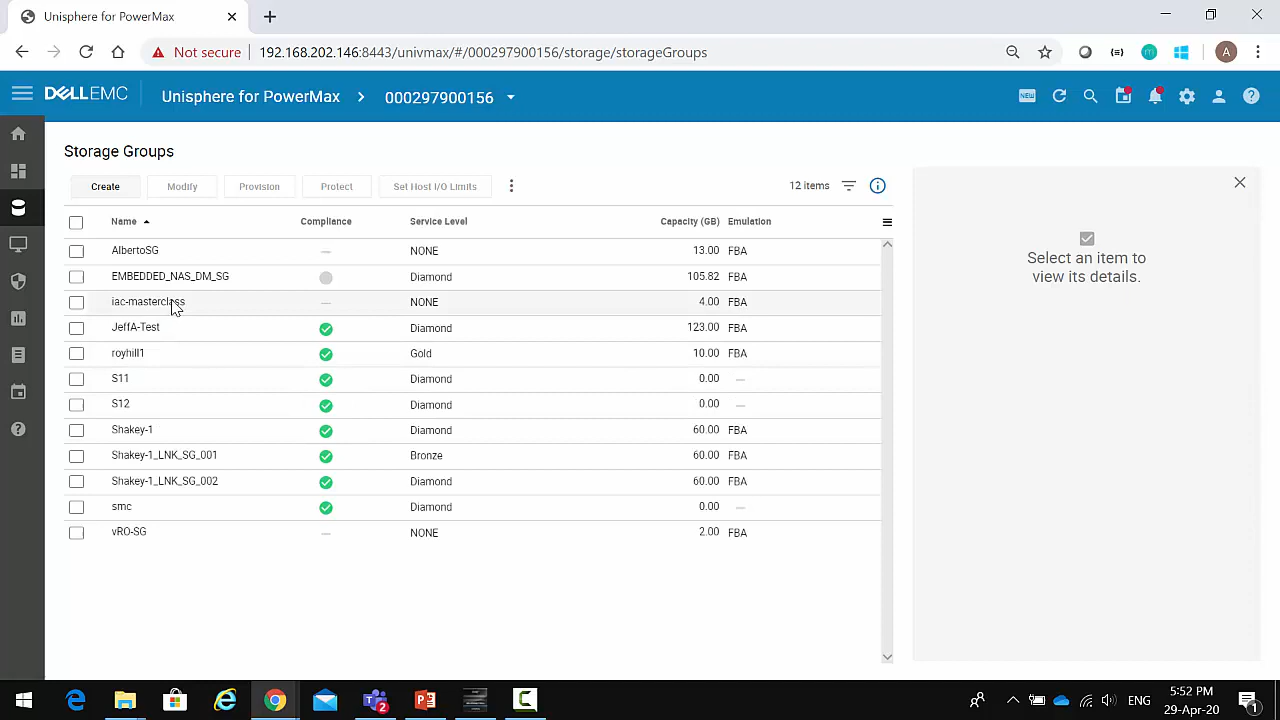 Unisphere for PowerMax
Not secure 192.168.202.146:8443/univmax/#/000297900156/storage/storageGroups
A
DELLEMC Unisphere for PowerMax 000297900156
NEW
Storage Groups
Create Modify Provision Protect Set Host I/O Limits 12 items
Name Compliance Service Level Capacity (GB) Emulation
AlbertoSG — NONE 13.00 FBA
EMBEDDED_NAS_DM_SG Diamond 105.82 FBA
iac-masterclass — NONE 4.00 FBA
JeffA-Test Diamond 123.00 FBA
royhill1 Gold 10.00 FBA
S11 Diamond 0.00 —
S12 Diamond 0.00 —
Shakey-1 Diamond 60.00 FBA
Shakey-1_LNK_SG_001 Bronze 60.00 FBA
Shakey-1_LNK_SG_002 Diamond 60.00 FBA
smc Diamond 0.00 —
vRO-SG — NONE 2.00 FBA
Select an item to
view its details.
ENG
:52 PM
29-Apr-20